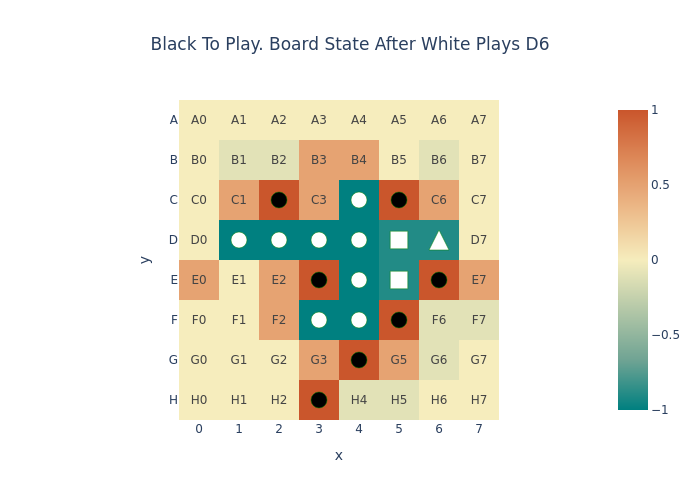 Black To Play. Board State After White Plays D6
A A0 A1 A2 A3 A4 A5 A6 A7
B B0 B1 B2 B3 B4 B5 B6 B7
C C0 C1 C3 C6 C7
D D0 D7
E E0 E1 E2 E7
F F0 F1 F2 F6 F7
G G0 G1 G2 G3 G5 G6 G7
H H0 H1 H2 H4 H5 H6 H7
0 1 2 3 4 5 6 7
x
y
1
0.5
0
−0.5
−1